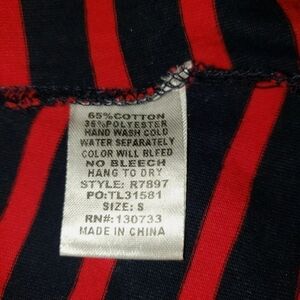 65%COTTON
35%POLYESTER
HAND WASH COLD
WATER SEPARATELY
COLOR WILL BLEED
NO BLEECH
HANG TO DRY
STYLE: R7897
PO:TL31581
SIZE: S
RN#: 130733
MADE IN CHINA